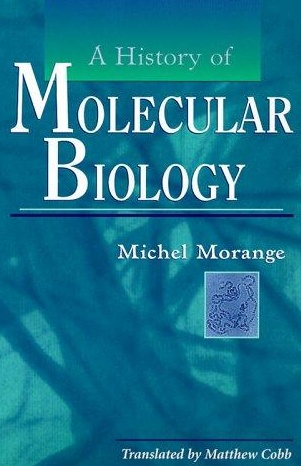 A History of
MOLECULAR
BIOLOGY
Michel Morange
Translated by Matthew Cobb